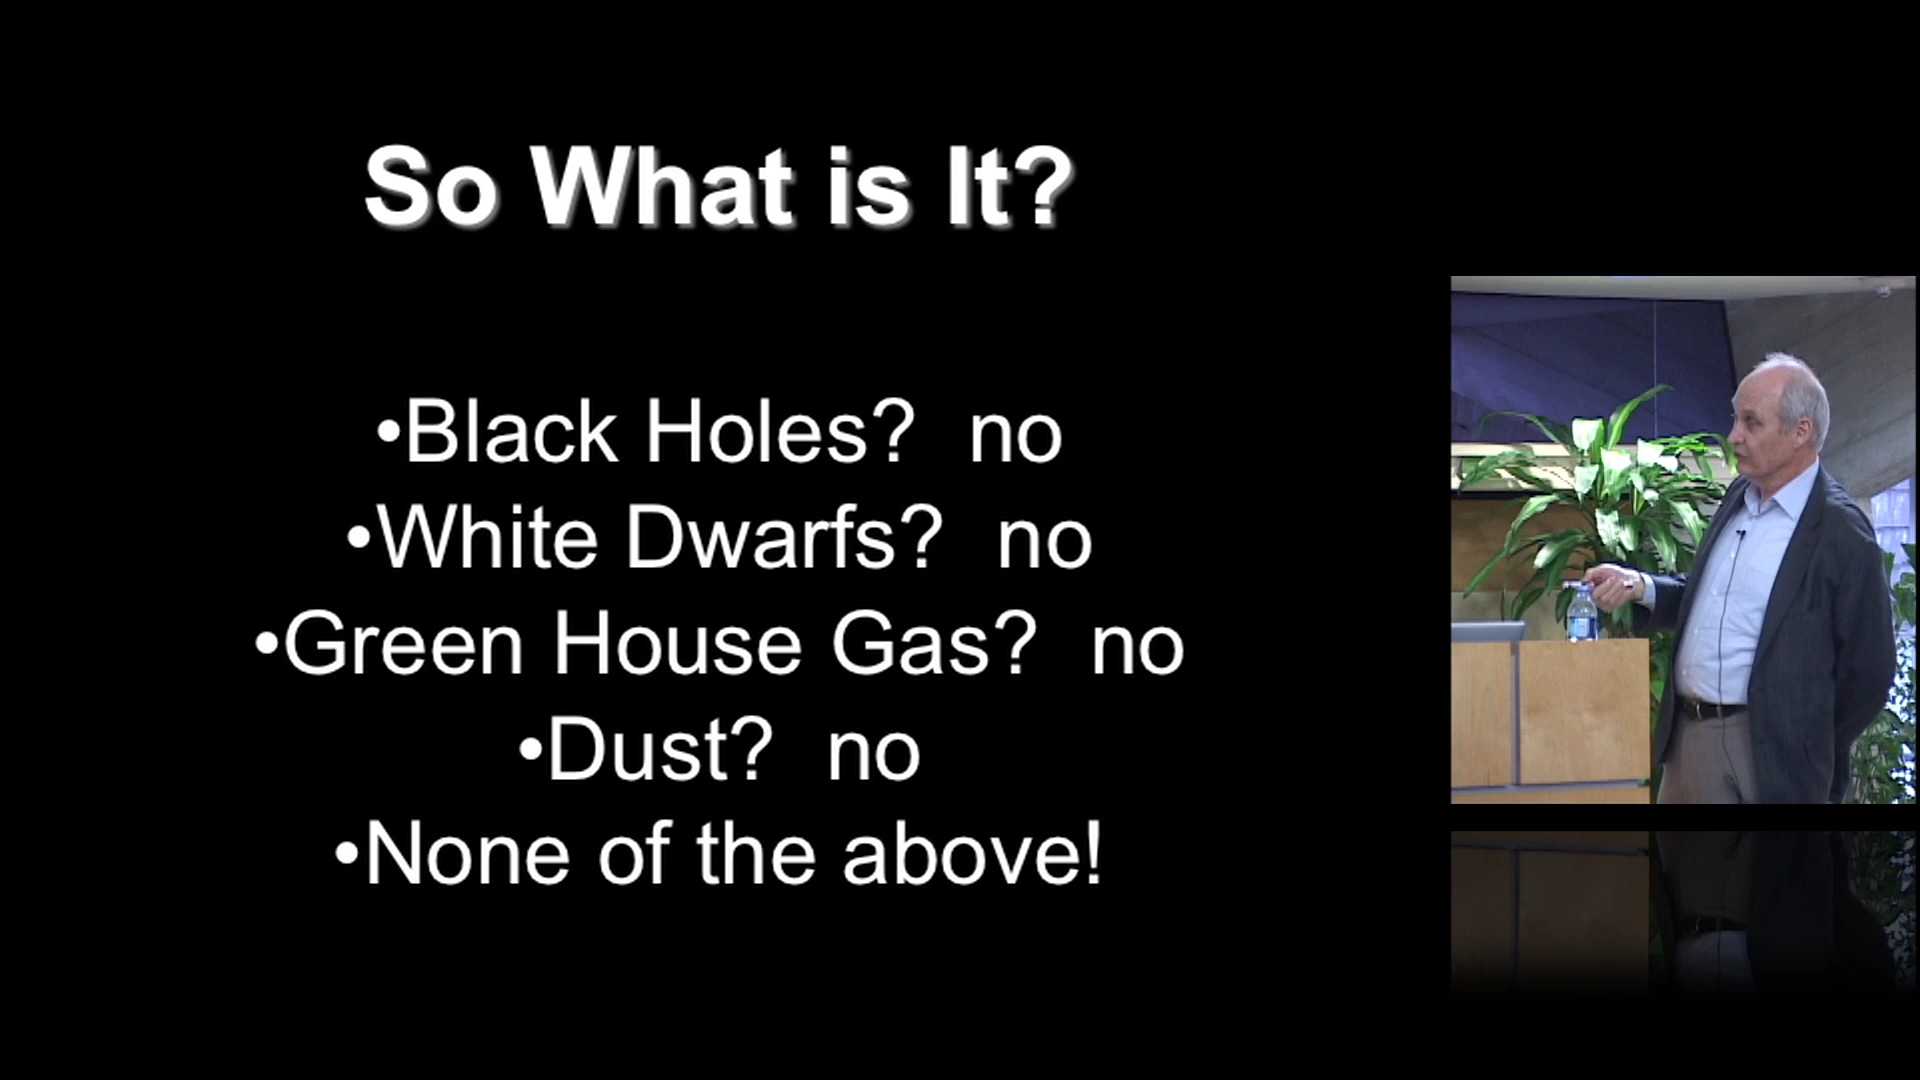 So What is It?
•Black Holes?  no
•White Dwarfs?  no
•Green House Gas?  no
•Dust?  no
•None of the above!